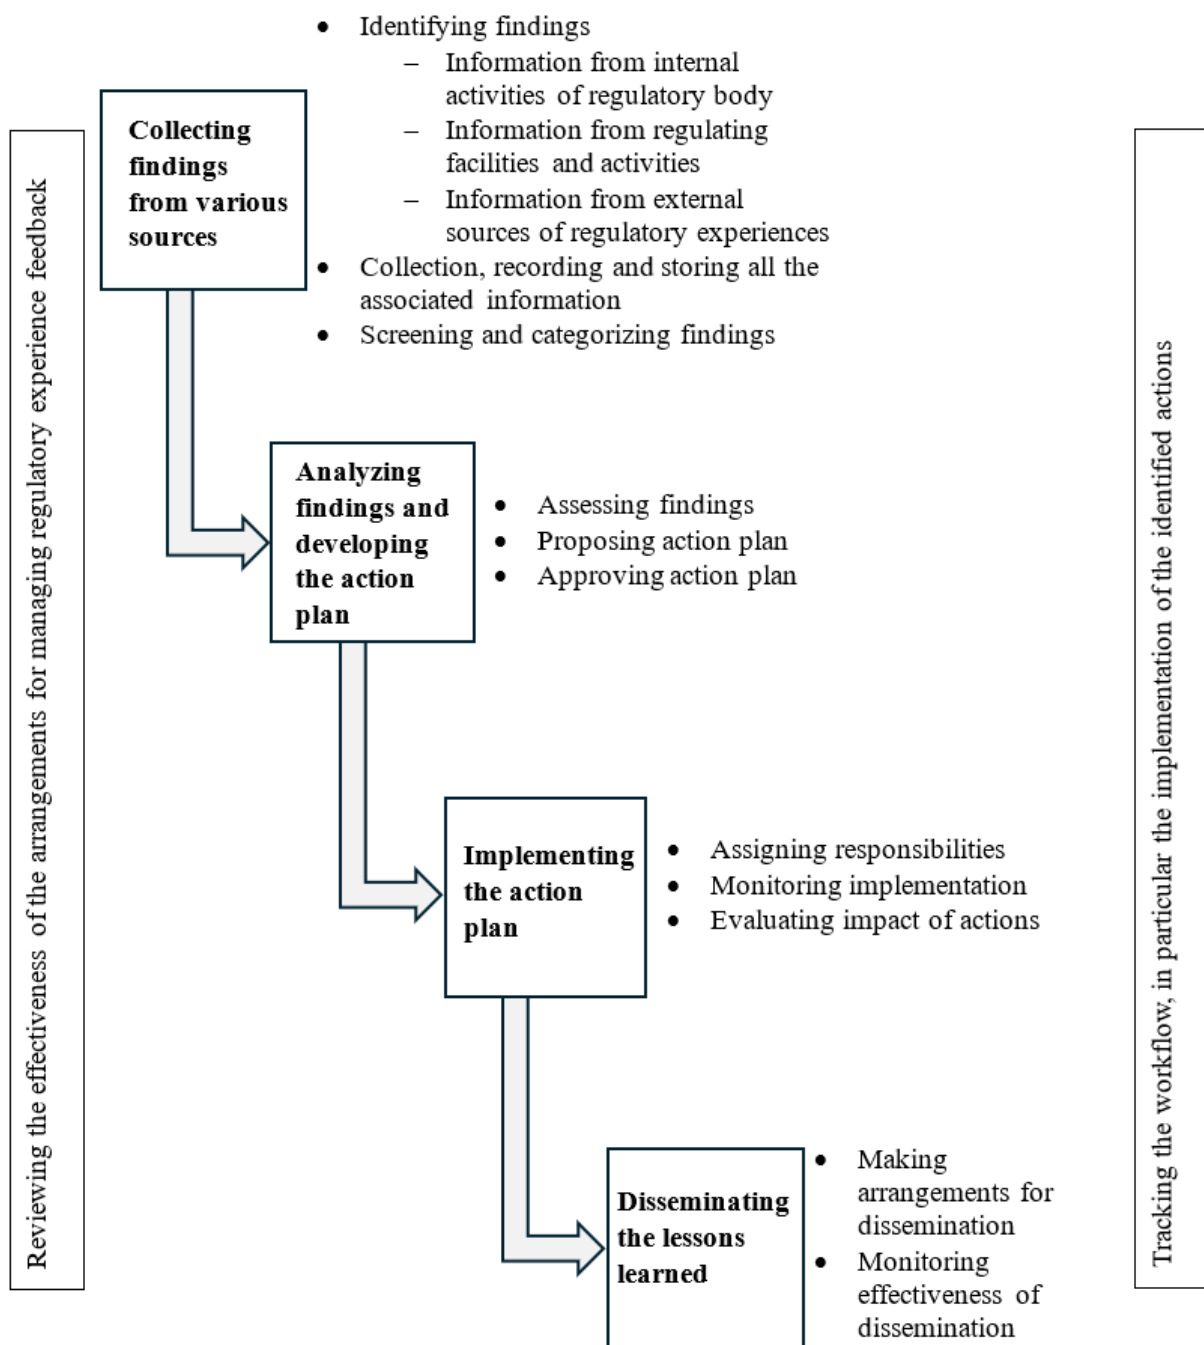 Reviewing the effectiveness of the arrangements for managing regulatory experience feedback
Collecting
findings
from various
sources
• Identifying findings
– Information from internal
activities of regulatory body
– Information from regulating
facilities and activities
– Information from external
sources of regulatory experiences
• Collection, recording and storing all the
associated information
• Screening and categorizing findings
Analyzing
findings and
developing
the action
plan
• Assessing findings
• Proposing action plan
• Approving action plan
Implementing
the action
plan
• Assigning responsibilities
• Monitoring implementation
• Evaluating impact of actions
Disseminating
the lessons
learned
• Making
arrangements for
dissemination
• Monitoring
effectiveness of
dissemination
Tracking the workflow, in particular the implementation of the identified actions